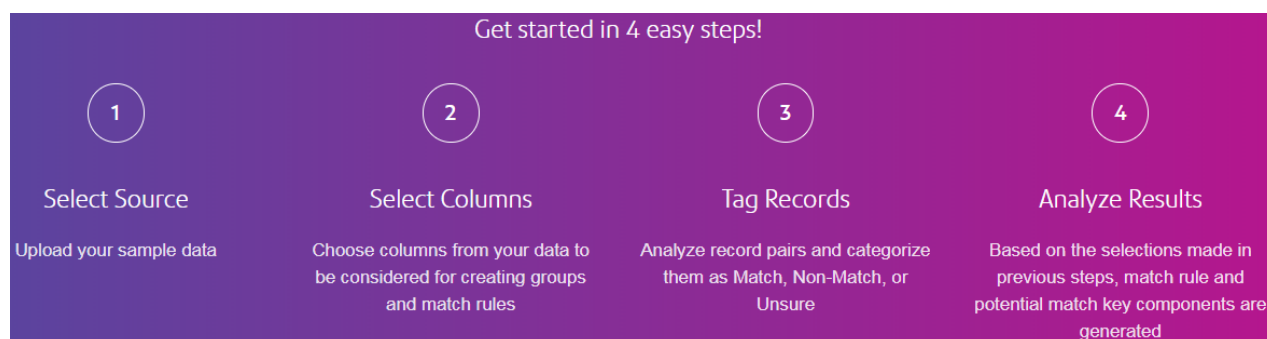 Get started in 4 easy steps!
1
Select Source
Upload your sample data
2
Select Columns
Choose columns from your data to
be considered for creating groups
and match rules
3
Tag Records
Analyze record pairs and categorize
them as Match, Non-Match, or
Unsure
4
Analyze Results
Based on the selections made in
previous steps, match rule and
potential match key components are
generated